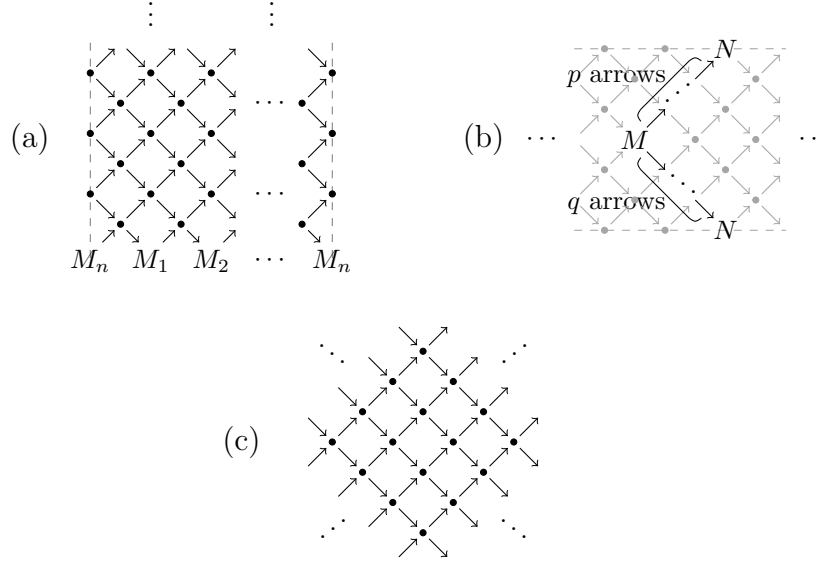 (a)
M_n M_1 M_2 ⋯ M_n
(b)
N
p arrows
⋯ M
q arrows
N
(c)